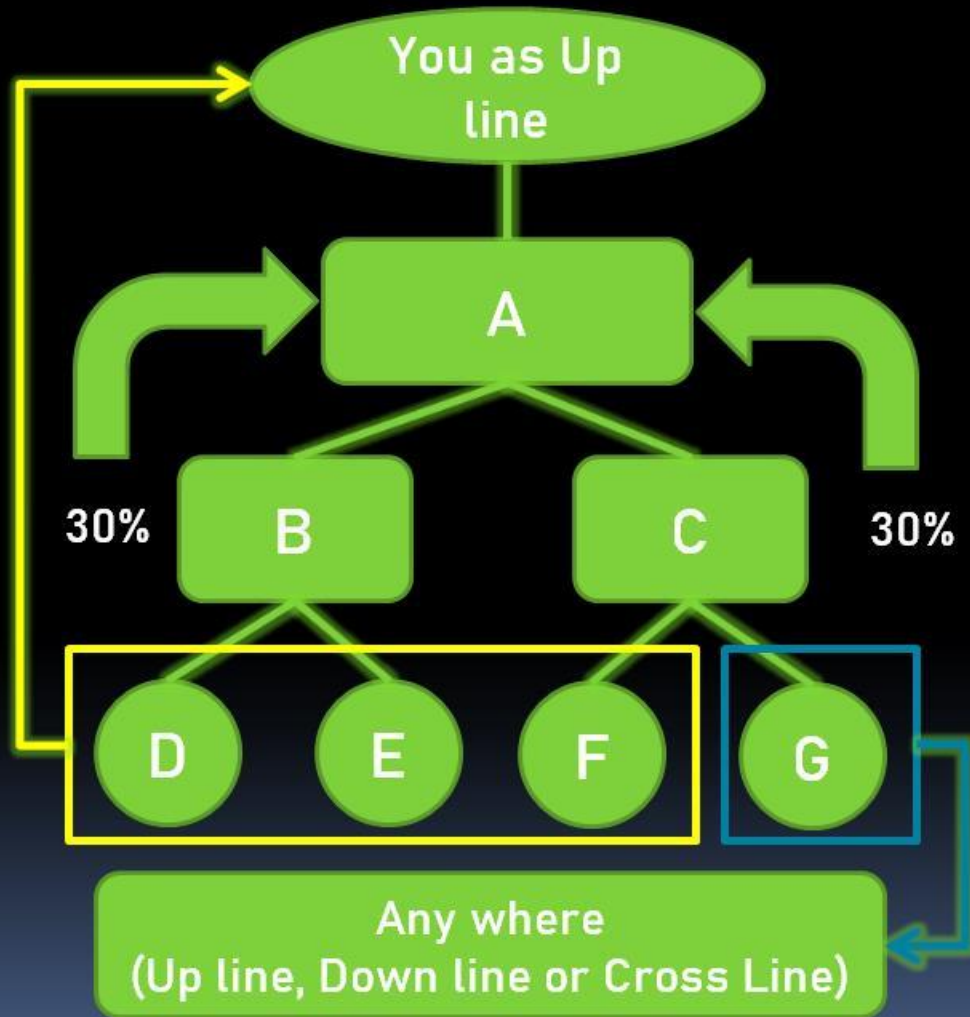 You as Up
line
A
30%
B
C
30%
D
E
F
G
Any where
(Up line, Down line or Cross Line)